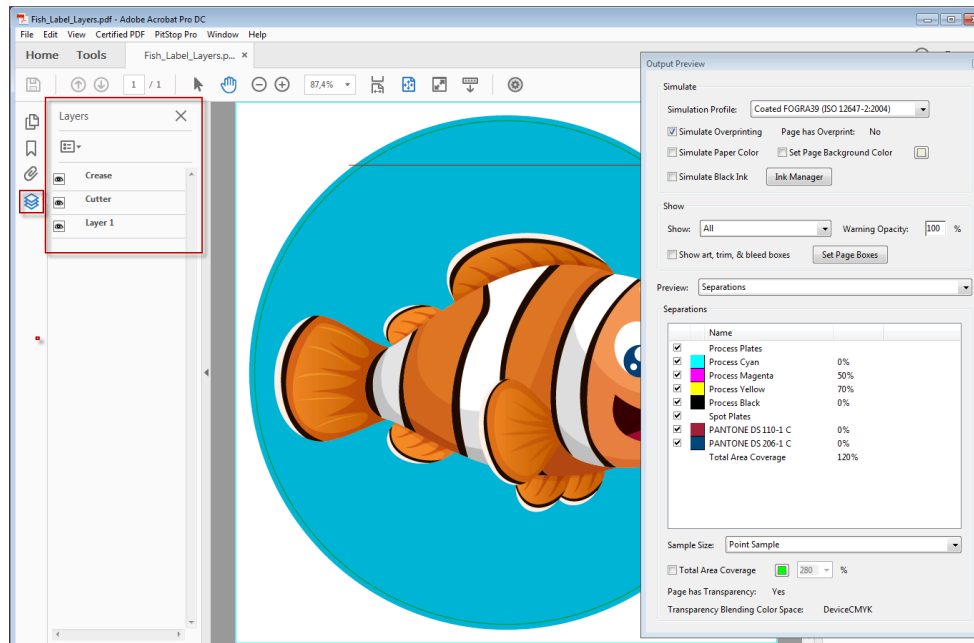 Fish_Label_Layers.pdf - Adobe Acrobat Pro DC
File Edit View Certified PDF PitStop Pro Window Help
Home Tools Fish_Label_Layers.p... ×
1 / 1 87,4%
Layers
Crease
Cutter
Layer 1
Output Preview
Simulate
Simulation Profile: Coated FOGRA39 (ISO 12647-2:2004)
Simulate Overprinting Page has Overprint: No
Simulate Paper Color Set Page Background Color
Simulate Black Ink Ink Manager
Show
Show: All Warning Opacity: 100 %
Show art, trim, & bleed boxes Set Page Boxes
Preview: Separations
Separations
Name
Process Plates
Process Cyan 0%
Process Magenta 50%
Process Yellow 70%
Process Black 0%
Spot Plates
PANTONE DS 110-1 C 0%
PANTONE DS 206-1 C 0%
Total Area Coverage 120%
Sample Size: Point Sample
Total Area Coverage 280 %
Page has Transparency: Yes
Transparency Blending Color Space: DeviceCMYK